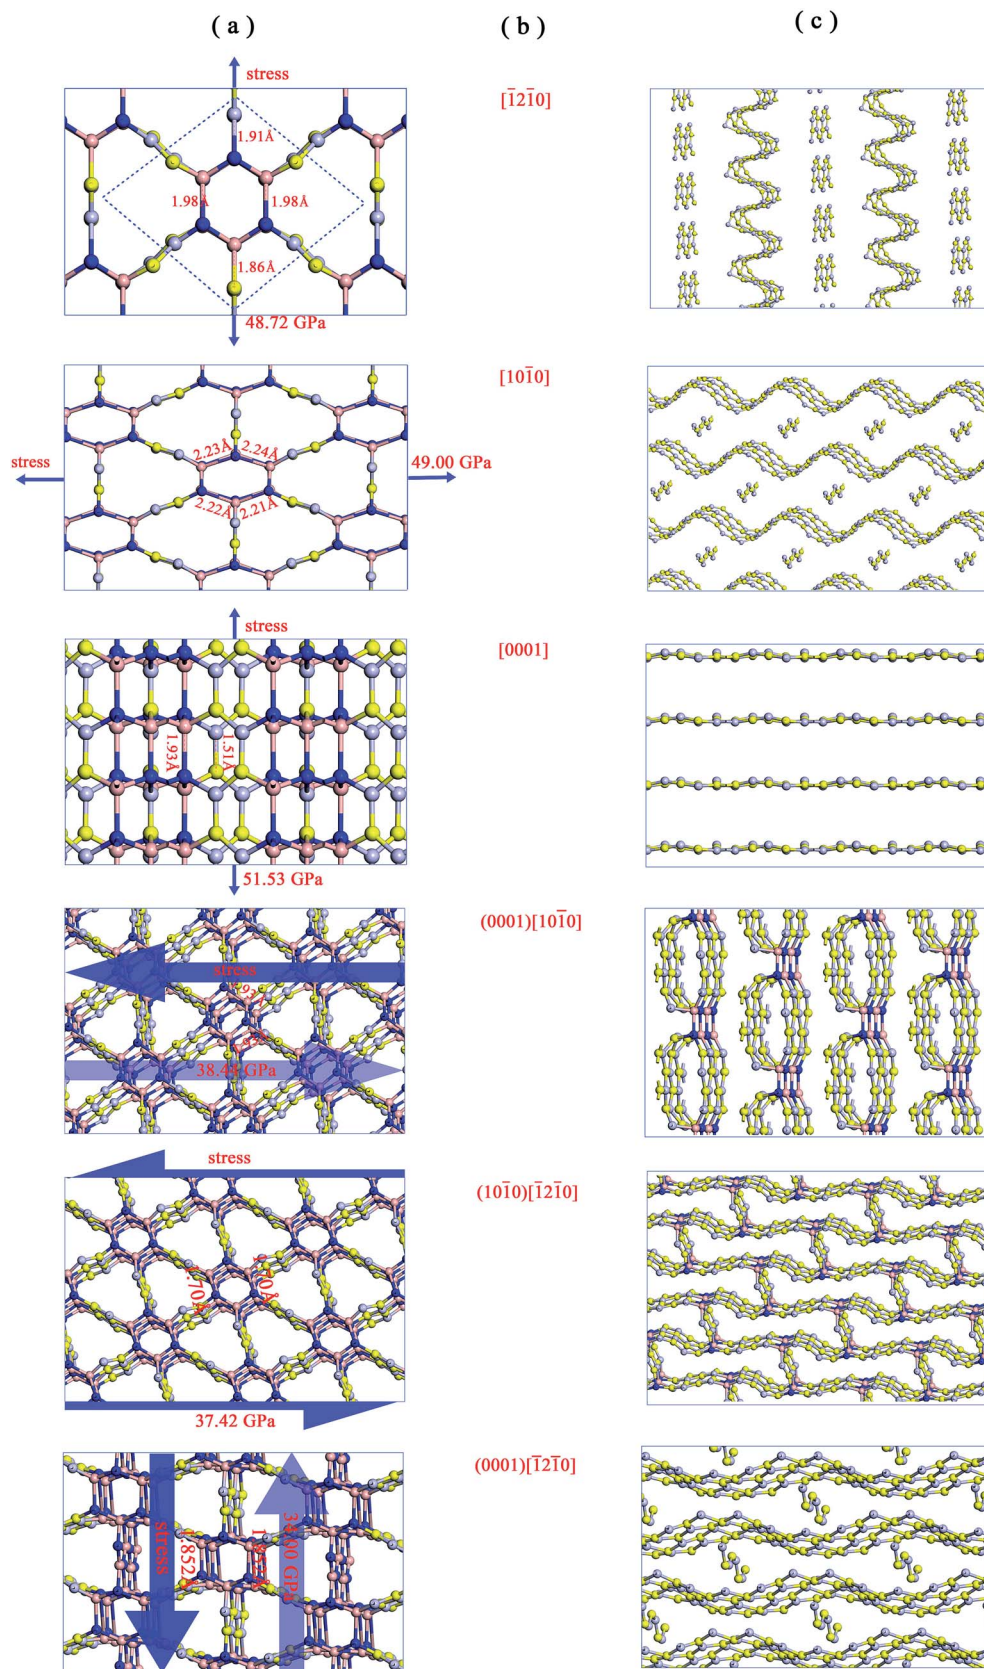 ( a )
( b )
( c )
stress
[1̄21̄0]
1.91Å
1.98Å 1.98Å
1.86Å
48.72 GPa
[101̄0]
2.23Å 2.24Å
stress
49.00 GPa
2.22Å 2.21Å
stress
[0001]
1.93Å 1.51Å
51.53 GPa
(0001)[101̄0]
stress
38.44 GPa
stress
(101̄0)[1̄21̄0]
1.70Å
37.42 GPa
(0001)[1̄21̄0]
stress
1.852Å
34.00 GPa